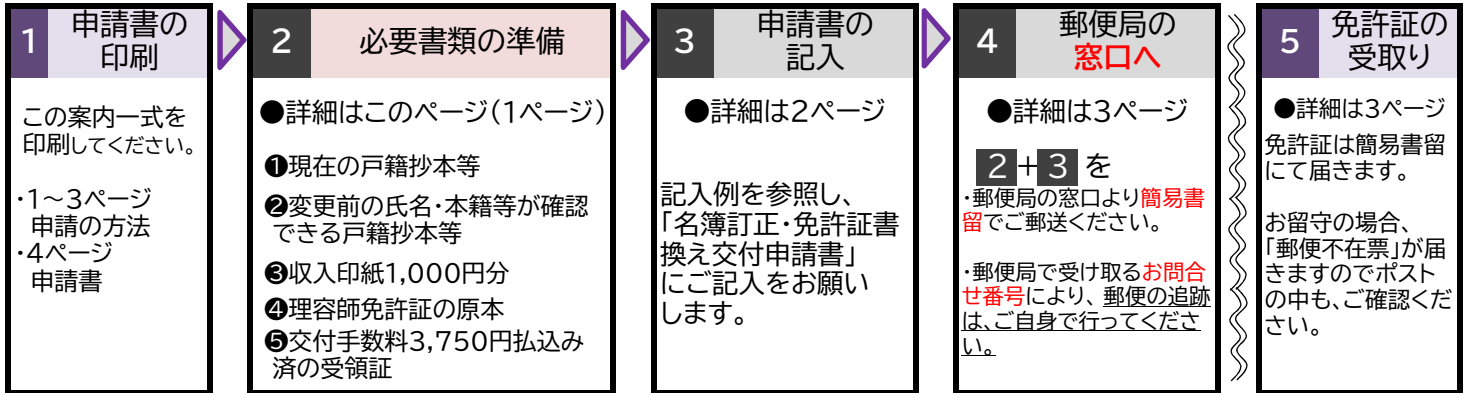 1
申請書の
印刷
この案内一式を
印刷してください。
・1～3ページ
申請の方法
・4ページ
申請書
2
必要書類の準備
●詳細はこのページ(1ページ)
❶現在の戸籍抄本等
❷変更前の氏名・本籍等が確認
できる戸籍抄本等
❸収入印紙1,000円分
❹理容師免許証の原本
❺交付手数料3,750円払込み
済の受領証
3
申請書の
記入
●詳細は2ページ
記入例を参照し、
「名簿訂正・免許証書
換え交付申請書」
にご記入をお願い
します。
4
郵便局の
窓口へ
●詳細は3ページ
2+3を
・郵便局の窓口より簡易書
留でご郵送ください。
・郵便局で受け取るお問合
せ番号により、郵便の追跡
は、ご自身で行ってくださ
い。
5
免許証の
受取り
●詳細は3ページ
免許証は簡易書留
にて届きます。
お留守の場合、
「郵便不在票」が届
きますのでポスト
の中も、ご確認くだ
さい。